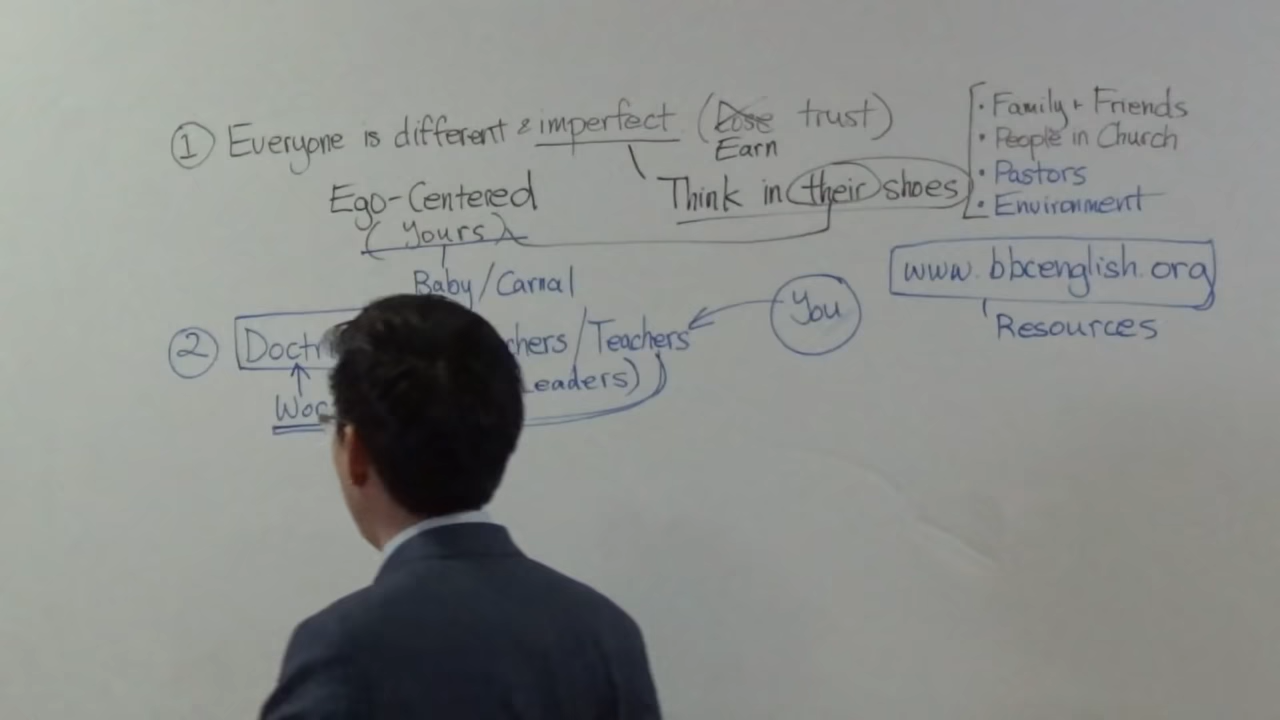 ① Everyone is different & imperfect (Lose trust)
Earn
Ego-Centered
(Yours)
Think in their shoes
· Family + Friends
· People in Church
· Pastors
· Environment
www.bbcenglish.org
Resources
Baby/Carnal
You
② /Teachers